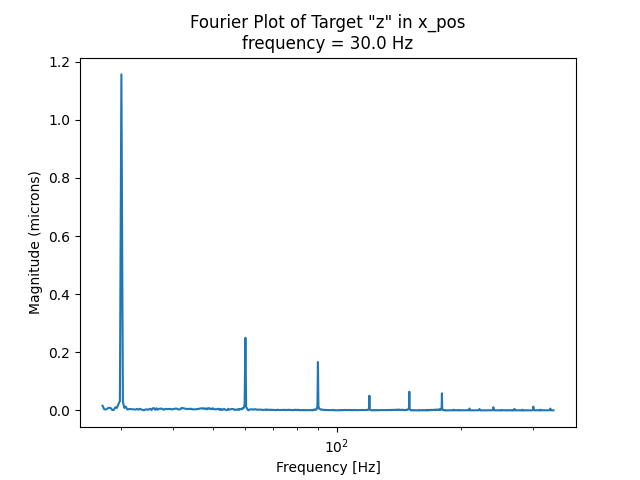 Fourier Plot of Target "z" in x_pos
frequency = 30.0 Hz
Magnitude (microns)
1.2
1.0
0.8
0.6
0.4
0.2
0.0
10²
Frequency [Hz]